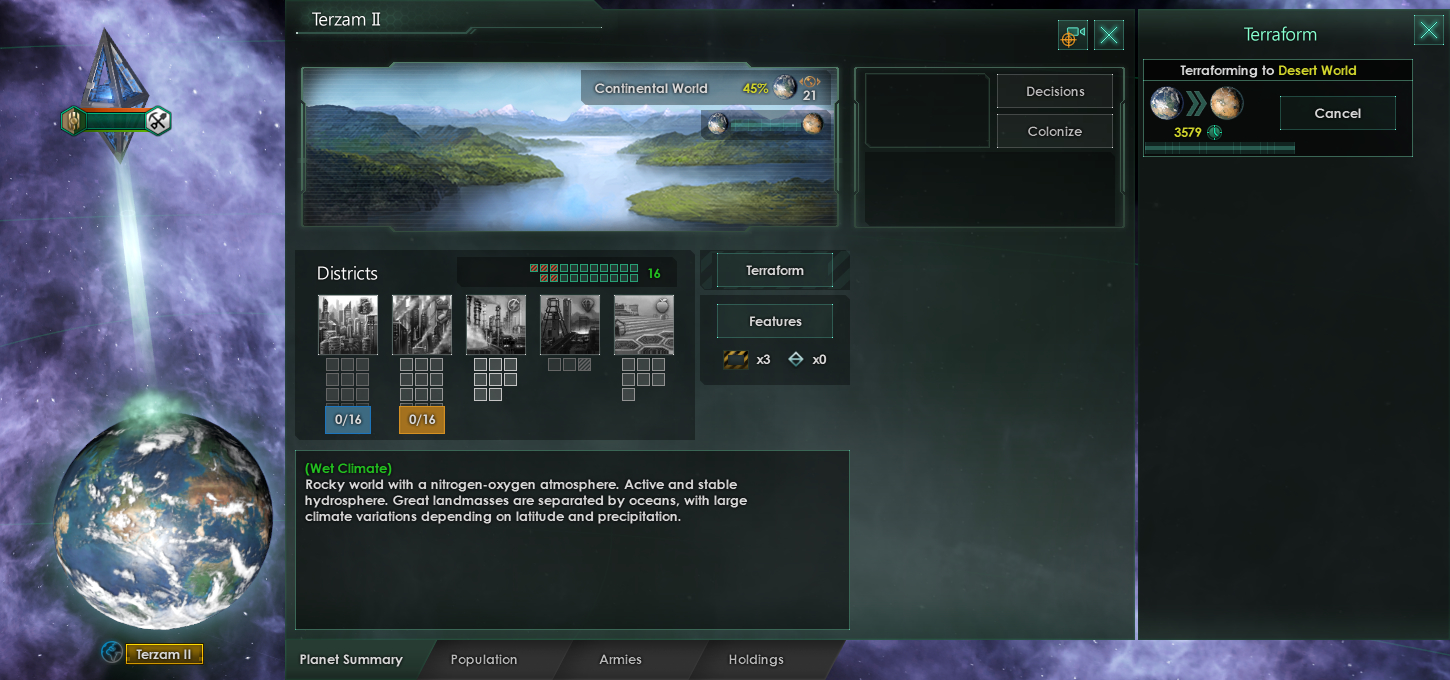 Terzam II
Continental World
45%
21
Decisions
Colonize
Terraform
Terraforming to Desert World
3579
Cancel
Districts
16
0/16
0/16
Terraform
Features
x3
x0
(Wet Climate)
Rocky world with a nitrogen-oxygen atmosphere. Active and stable
hydrosphere. Great landmasses are separated by oceans, with large
climate variations depending on latitude and precipitation.
Terzam II
Planet Summary
Population
Armies
Holdings